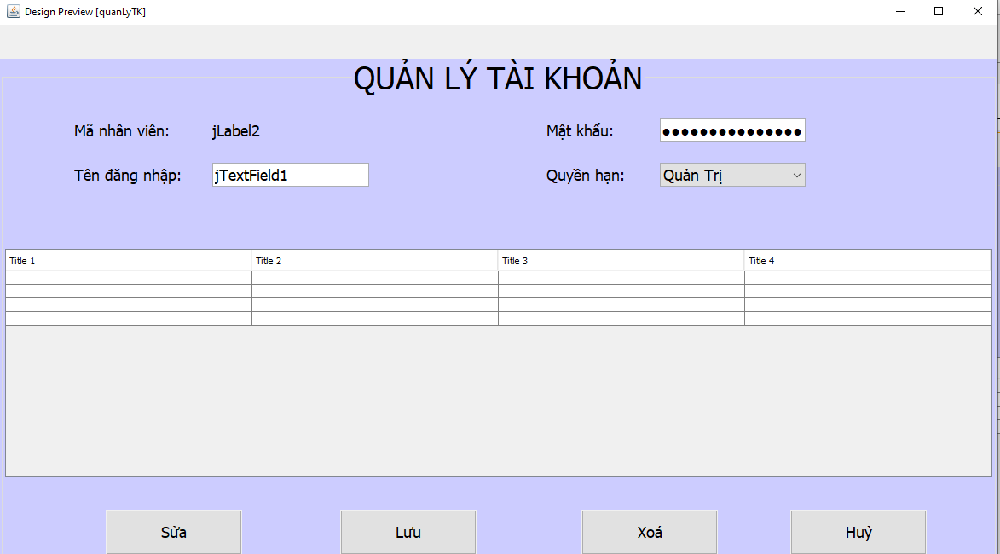 Design Preview [quanLyTK]
QUẢN LÝ TÀI KHOẢN
Mã nhân viên: jLabel2 Mật khẩu: ●●●●●●●●●●●●●●●
Tên đăng nhập: jTextField1 Quyền hạn: Quản Trị
Title 1 Title 2 Title 3 Title 4
Sửa Lưu Xoá Huỷ